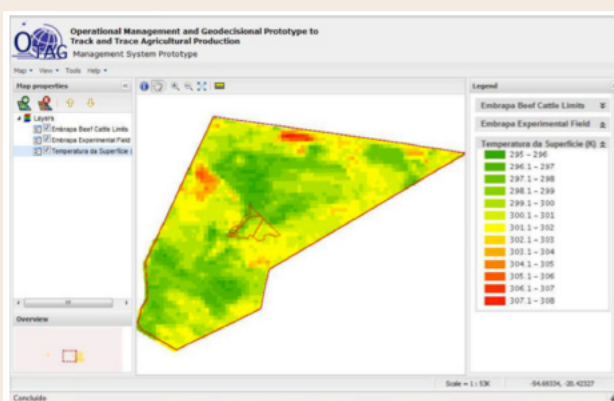 OTAG
Operational Management and Geodecisional Prototype to
Track and Trace Agricultural Production
Management System Prototype
Map View Tools Help
Map properties
Layers
Embrapa Beef Cattle Limits
Embrapa Experimental Field
Temperatura da Superfície (
Overview
Legend
Embrapa Beef Cattle Limits
Embrapa Experimental Field
Temperatura da Superfície (K)
295 - 296
296.1 - 297
297.1 - 298
298.1 - 299
299.1 - 300
300.1 - 301
301.1 - 302
302.1 - 303
303.1 - 304
304.1 - 305
305.1 - 306
306.1 - 307
307.1 - 308
Scale = 1 : 53K
Concluído